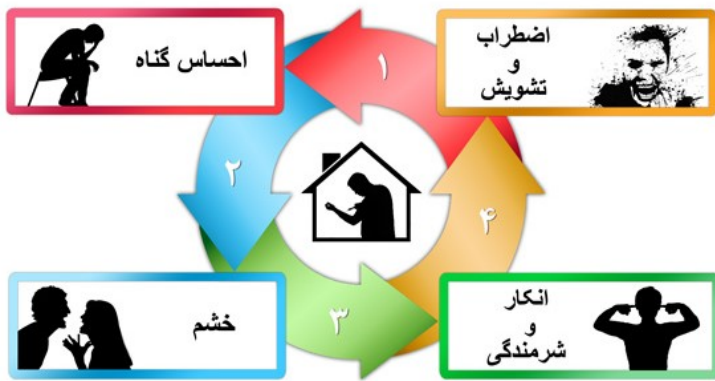 احساس گناه
۱
اضطراب
و
تشویش
۲
۴
خشم
۳
انکار
و
شرمندگی